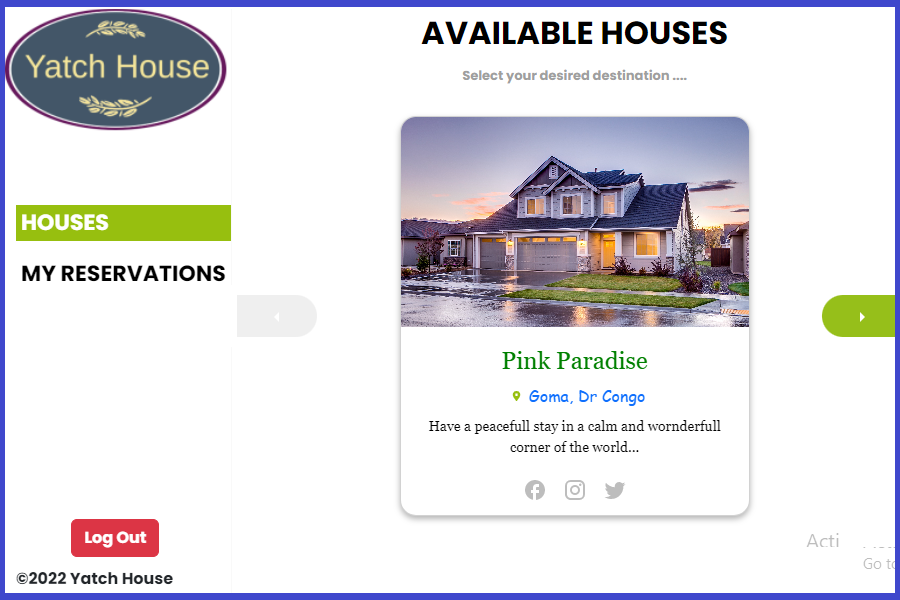 Yatch House
HOUSES
MY RESERVATIONS
Log Out
©2022 Yatch House
AVAILABLE HOUSES
Select your desired destination ....
Pink Paradise
Goma, Dr Congo
Have a peacefull stay in a calm and wornderfull
corner of the world...
Acti
Go to